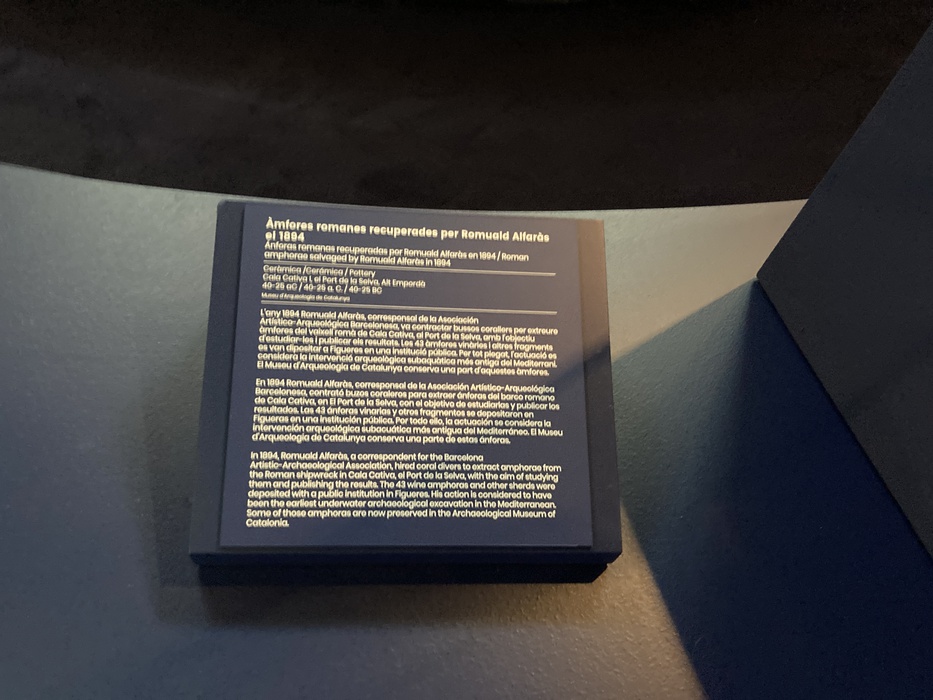 Àmfores romanes recuperades per Romuald Alfaràs
el 1894
Ánforas romanas recuperadas por Romuald Alfaràs en 1894 / Roman
amphorae salvaged by Romuald Alfaràs in 1894
Ceràmica /Cerámica / Pottery
Cala Cativa I, el Port de la Selva, Alt Empordà
40-25 aC / 40-25 a. C. / 40-25 BC
Museu d'Arqueologia de Catalunya
L'any 1894 Romuald Alfaràs, corresponsal de la Asociación
Artístico-Arqueológica Barcelonesa, va contractar bussos corallers per extreure
àmfores del vaixell romà de Cala Cativa, al Port de la Selva, amb l'objectiu
d'estudiar-les i publicar els resultats. Les 43 àmfores vinàries i altres fragments
es van dipositar a Figueres en una institució pública. Per tot plegat, l'actuació es
considera la intervenció arqueològica subaquàtica més antiga del Mediterrani.
El Museu d'Arqueologia de Catalunya conserva una part d'aquestes àmfores.
En 1894 Romuald Alfaràs, corresponsal de la Asociación Artístico-Arqueológica
Barcelonesa, contrató buzos coraleros para extraer ánforas del barco romano
de Cala Cativa, en El Port de la Selva, con el objetivo de estudiarlas y publicar los
resultados. Las 43 ánforas vinarias y otros fragmentos se depositaron en
Figueras en una institución pública. Por todo ello, la actuación se considera la
intervención arqueológica subacuática más antigua del Mediterráneo. El Museu
d'Arqueologia de Catalunya conserva una parte de estas ánforas.
In 1894, Romuald Alfaràs, a correspondent for the Barcelona
Artistic-Archaeological Association, hired coral divers to extract amphorae from
the Roman shipwreck in Cala Cativa, el Port de la Selva, with the aim of studying
them and publishing the results. The 43 wine amphoras and other sherds were
deposited with a public institution in Figueres. His action is considered to have
been the earliest underwater archaeological excavation in the Mediterranean.
Some of those amphoras are now preserved in the Archaeological Museum of
Catalonia.